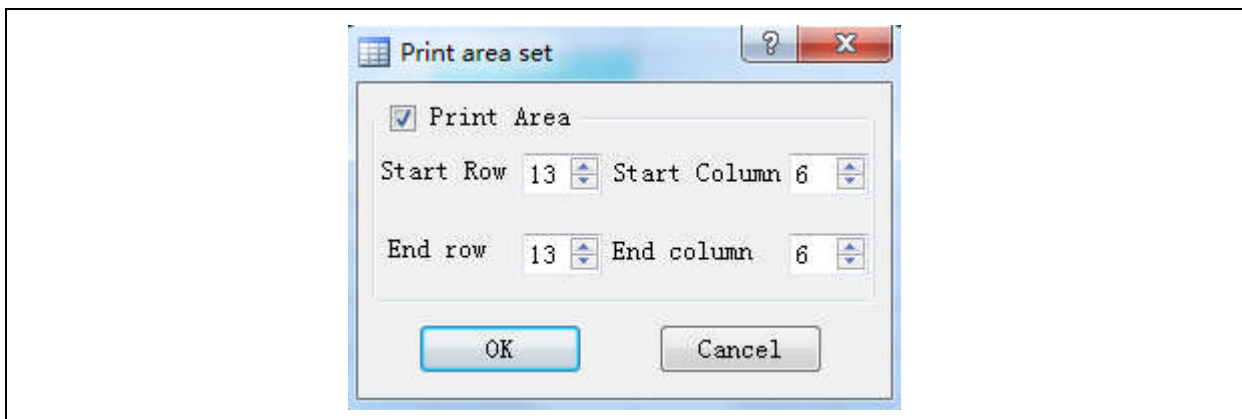 Print area set
Print Area
Start Row 13 Start Column 6
End row 13 End column 6
OK Cancel